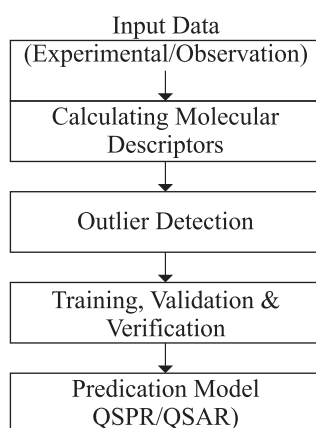 Input Data
(Experimental/Observation)
Calculating Molecular
Descriptors
Outlier Detection
Training, Validation &
Verification
Predication Model
QSPR/QSAR)